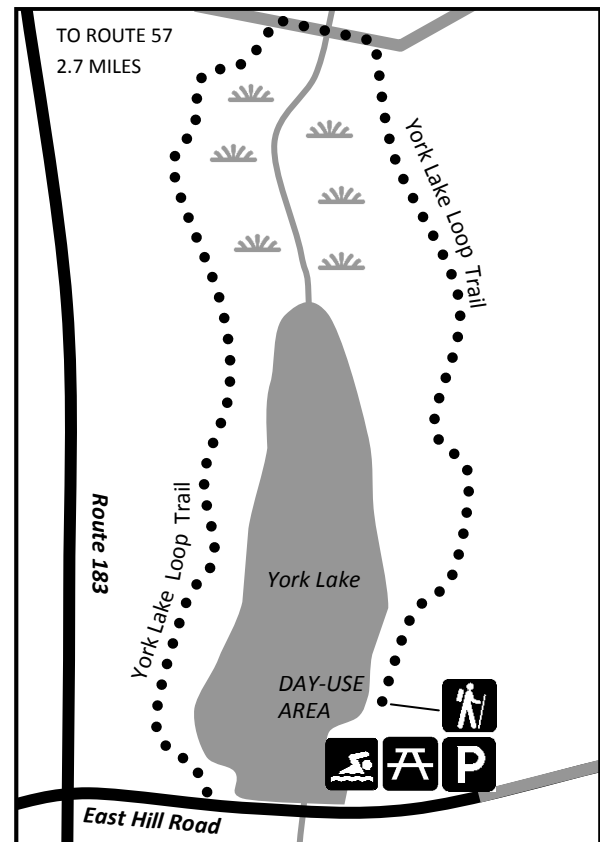 TO ROUTE 57
2.7 MILES
York Lake Loop Trail
Route 183
York Lake Loop Trail
York Lake
DAY-USE
AREA
P
East Hill Road